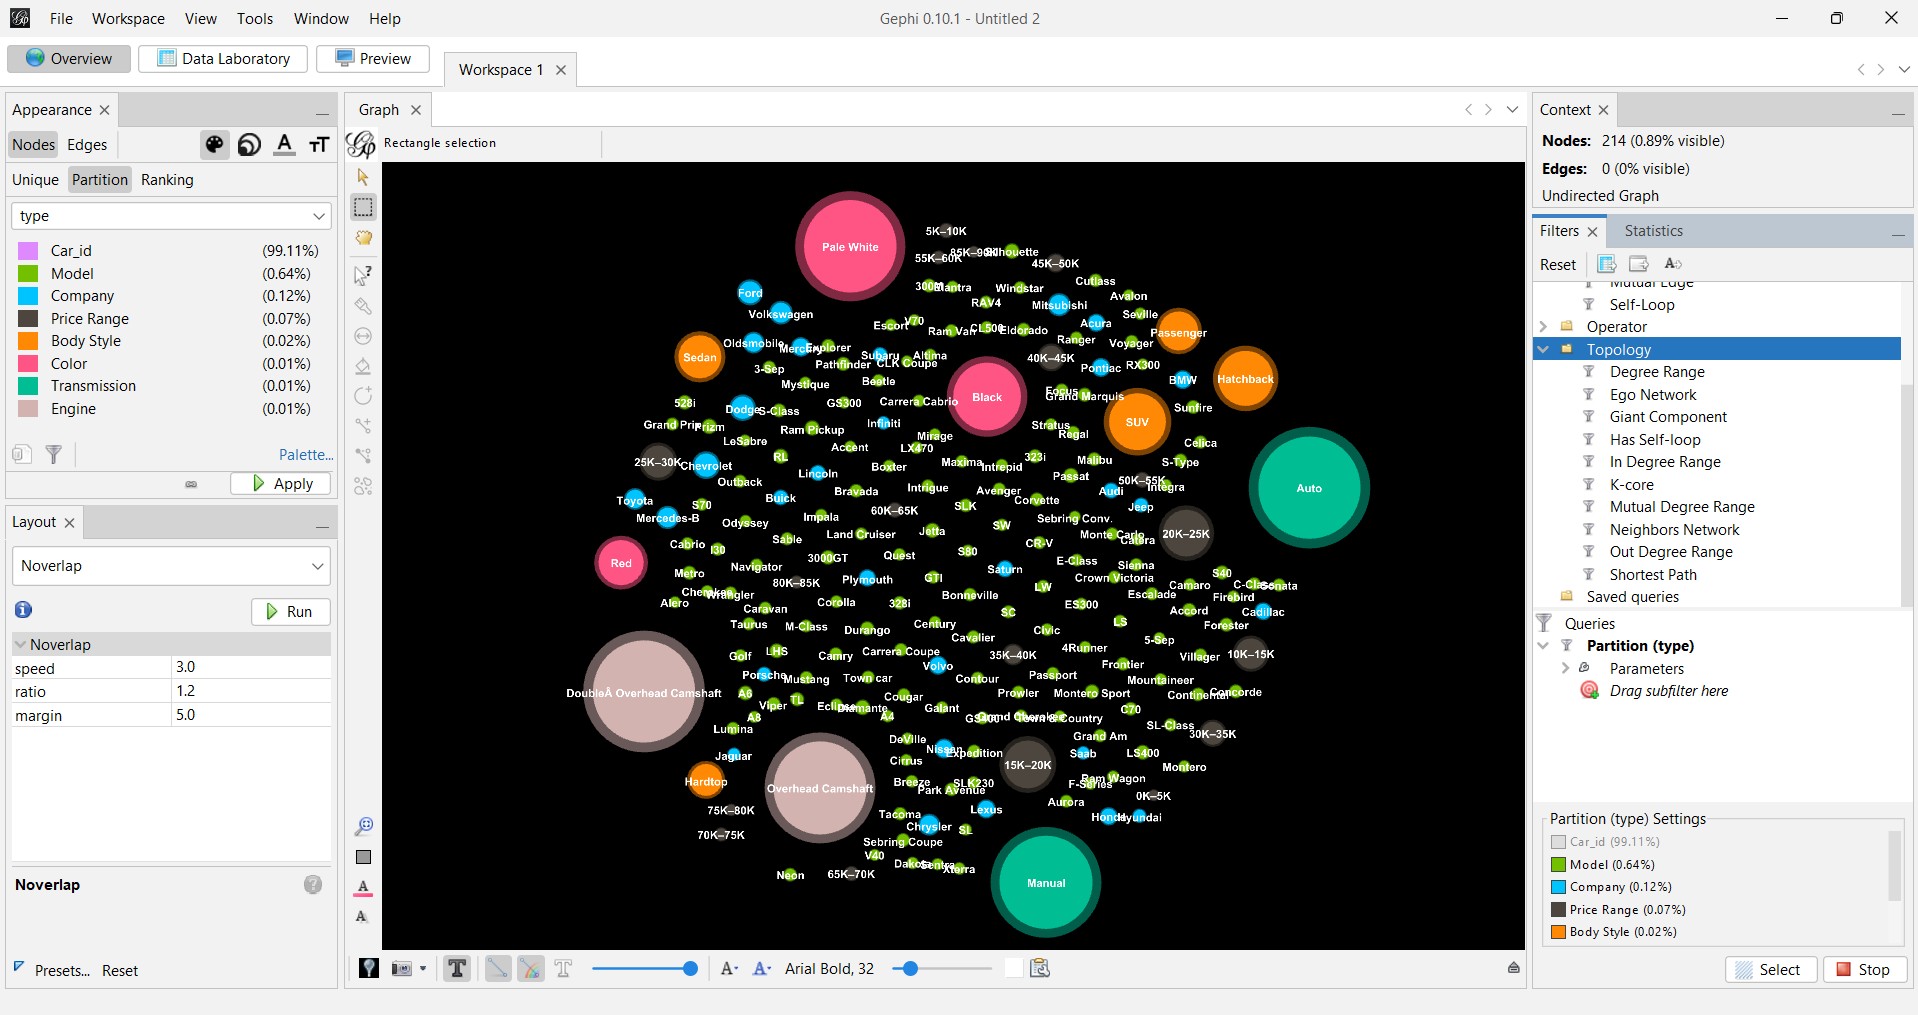 Gephi 0.10.1 - Untitled 2
File Workspace View Tools Window Help
Overview Data Laboratory Preview
Workspace 1
Appearance
Nodes Edges
Unique Partition Ranking
type
Car_id (99.11%)
Model (0.64%)
Company (0.12%)
Price Range (0.07%)
Body Style (0.02%)
Color (0.01%)
Transmission (0.01%)
Engine (0.01%)
Palette...
Apply
Layout
Noverlap
Run
Noverlap
speed 3.0
ratio 1.2
margin 5.0
Noverlap
Presets... Reset
Graph
Rectangle selection
Pale White
5K–10K
55K–60K
85K–90K
Silhouette
45K–50K
Cutlass
Ford
Windstar
Avalon
RAV4
Mitsubishi
Volkswagen
Seville
Escort
V70
Ram Van
CL500
Eldorado
Acura
Passenger
Oldsmobile
Mercury
Explorer
Ranger
Voyager
Sedan
Subaru
Altima
40K–45K
Pathfinder
CLK Coupe
Pontiac
RX300
3-Sep
Mystique
Beetle
BMW
Hatchback
Focus
Grand Marquis
Black
528i
Dodge
S-Class
GS300
Carrera Cabrio
Sunfire
Grand Prix
Prizm
Ram Pickup
Infiniti
Stratus
SUV
Regal
LeSabre
Accent
LX470
Mirage
Celica
25K–30K
Chevrolet
RL
Boxter
Maxima
Intrepid
323i
Malibu
S-Type
Lincoln
Passat
50K–55K
Outback
Integra
Auto
Toyota
Buick
Bravada
Intrigue
Avenger
Corvette
Audi
S70
60K–65K
SLK
Jeep
Mercedes-B
Odyssey
Impala
SW
Sebring Conv.
Land Cruiser
Jetta
Monte Carlo
20K–25K
Sable
Catera
Cabrio
I30
CR-V
3000GT
Quest
S80
Red
Navigator
E-Class
Sienna
Metro
Saturn
S40
80K–85K
Plymouth
GTI
Crown Victoria
Camaro
C-Class
Sonata
Cherokee
Wrangler
LW
Bonneville
Escalade
Firebird
Alero
Caravan
Corolla
328i
ES300
Accord
Cadillac
SC
Taurus
M-Class
Durango
Century
LS
Forester
Cavalier
Civic
5-Sep
Golf
LHS
Camry
Carrera Coupe
35K–40K
4Runner
Villager
10K–15K
Volvo
Frontier
Porsche
Mustang
Town car
Contour
Passport
Mountaineer
DoubleÂ Overhead Camshaft
A6
Prowler
Montero Sport
Continental
Concorde
TL
Cougar
Viper
Eclipse
Diamante
Galant
C70
A8
A4
GS400
Grand Cherokee
Town & Country
SL-Class
Lumina
Grand Am
30K–35K
DeVille
Nissan
Expedition
Saab
LS400
Jaguar
Cirrus
15K–20K
Montero
Hardtop
Overhead Camshaft
Breeze
SLK230
Park Avenue
F-Series
Ram Wagon
0K–5K
Aurora
75K–80K
Tacoma
Lexus
Honda
Hyundai
Chrysler
SL
70K–75K
Sebring Coupe
V40
Dakota
Sentra
Xterra
Neon
65K–70K
Manual
Arial Bold, 32
Context
Nodes: 214 (0.89% visible)
Edges: 0 (0% visible)
Undirected Graph
Filters Statistics
Reset
Mutual Edge
Self-Loop
Operator
Topology
Degree Range
Ego Network
Giant Component
Has Self-loop
In Degree Range
K-core
Mutual Degree Range
Neighbors Network
Out Degree Range
Shortest Path
Saved queries
Queries
Partition (type)
Parameters
Drag subfilter here
Partition (type) Settings
Car_id (99.11%)
Model (0.64%)
Company (0.12%)
Price Range (0.07%)
Body Style (0.02%)
Select Stop